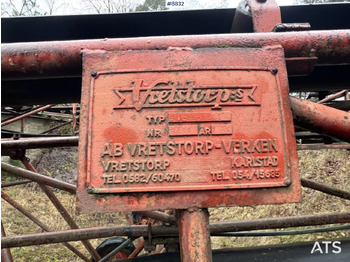 #8832
Vretstorps
TYP
NR ÅR
AB VRETSTORP-VERKEN
VRETSTORP KARLSTAD
TEL. 0582/60470 TEL. 054/15685
ATS